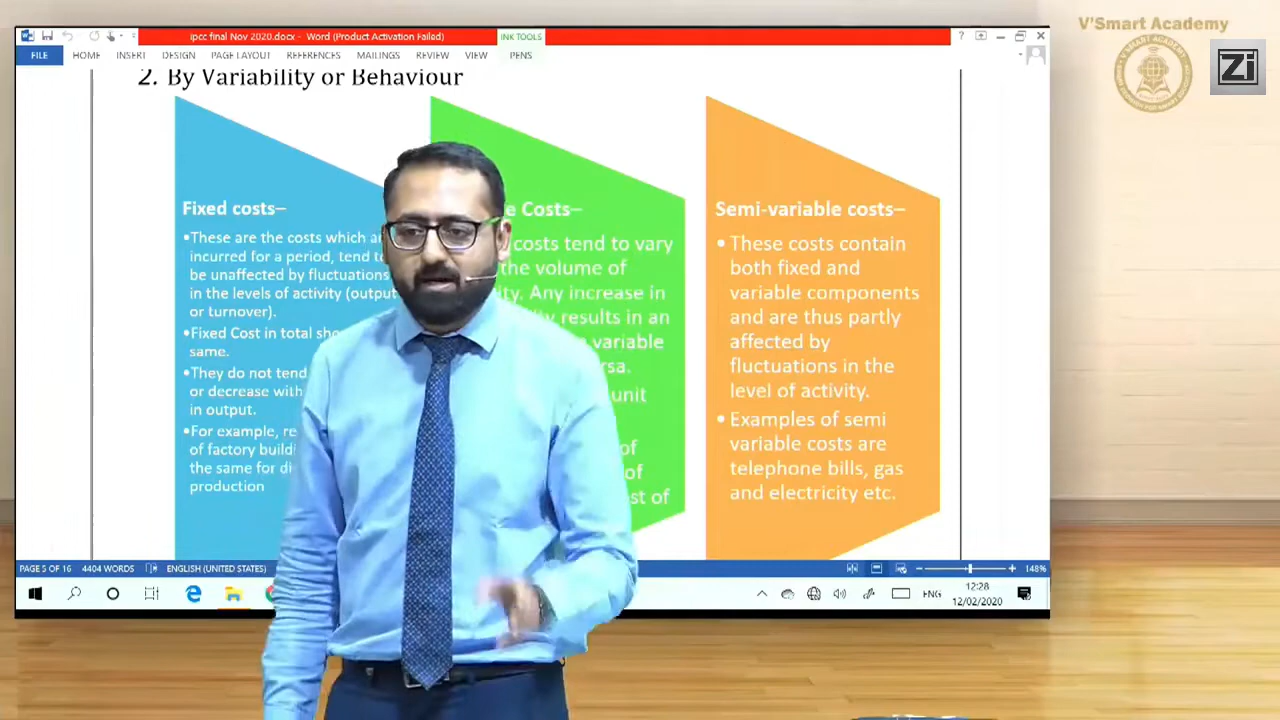 V'Smart Academy
ipcc final Nov 2020.docx - Word (Product Activation Failed)
INK TOOLS
FILE HOME INSERT DESIGN PAGE LAYOUT REFERENCES MAILINGS REVIEW VIEW PENS
Zi
2. By Variability or Behaviour
Fixed costs–
•These are the costs which
incurred for a period, tend
be unaffected by fluctuations
in the levels of activity (output
or turnover).
•Fixed Cost in total
same.
•They do not tend
or decrease with
in output.
•For example,
of factory
the same for
production
Costs–
costs tend to vary
the volume of
Any increase in
results in an
variable
unit
of
of
of
Semi-variable costs–
• These costs contain
both fixed and
variable components
and are thus partly
affected by
fluctuations in the
level of activity.
• Examples of semi
variable costs are
telephone bills, gas
and electricity etc.
PAGE 5 OF 16 4404 WORDS ENGLISH (UNITED STATES) 148%
ENG
12:28
12/02/2020